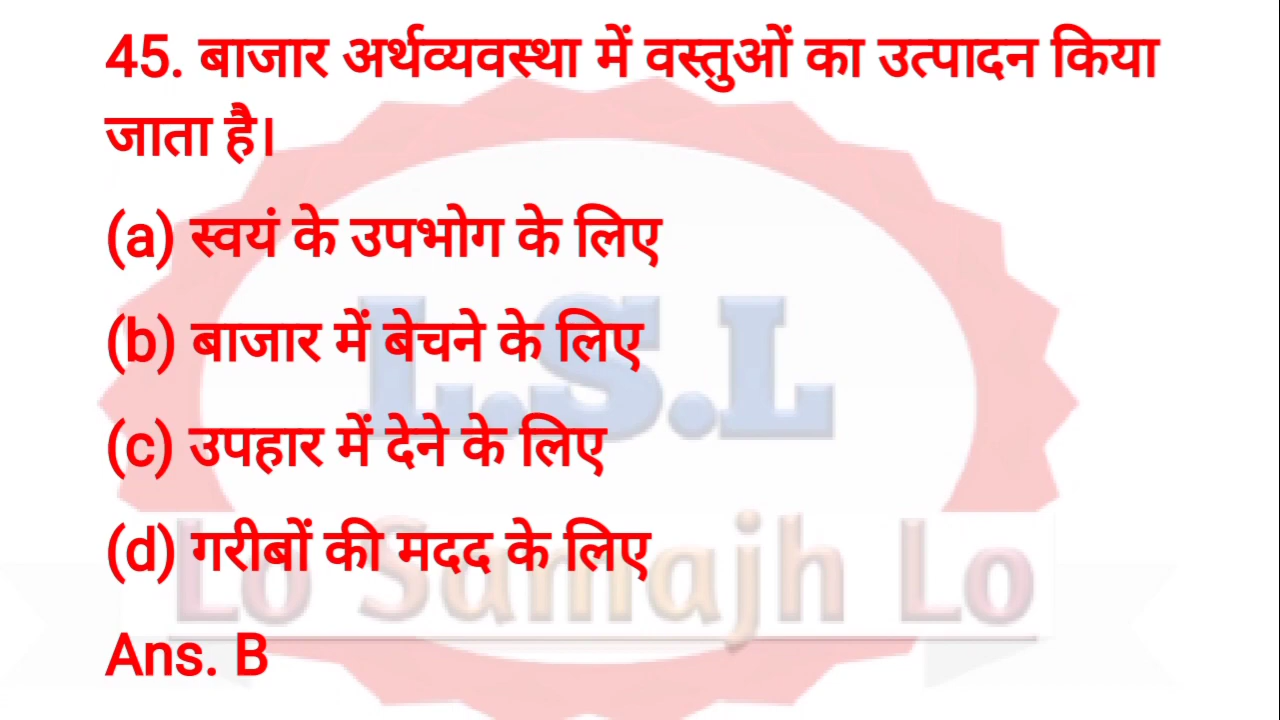 45. बाजार अर्थव्यवस्था में वस्तुओं का उत्पादन किया
जाता है।
(a) स्वयं के उपभोग के लिए
(b) बाजार में बेचने के लिए
(c) उपहार में देने के लिए
(d) गरीबों की मदद के लिए
Ans. B
L.S.L
Lo Samajh Lo